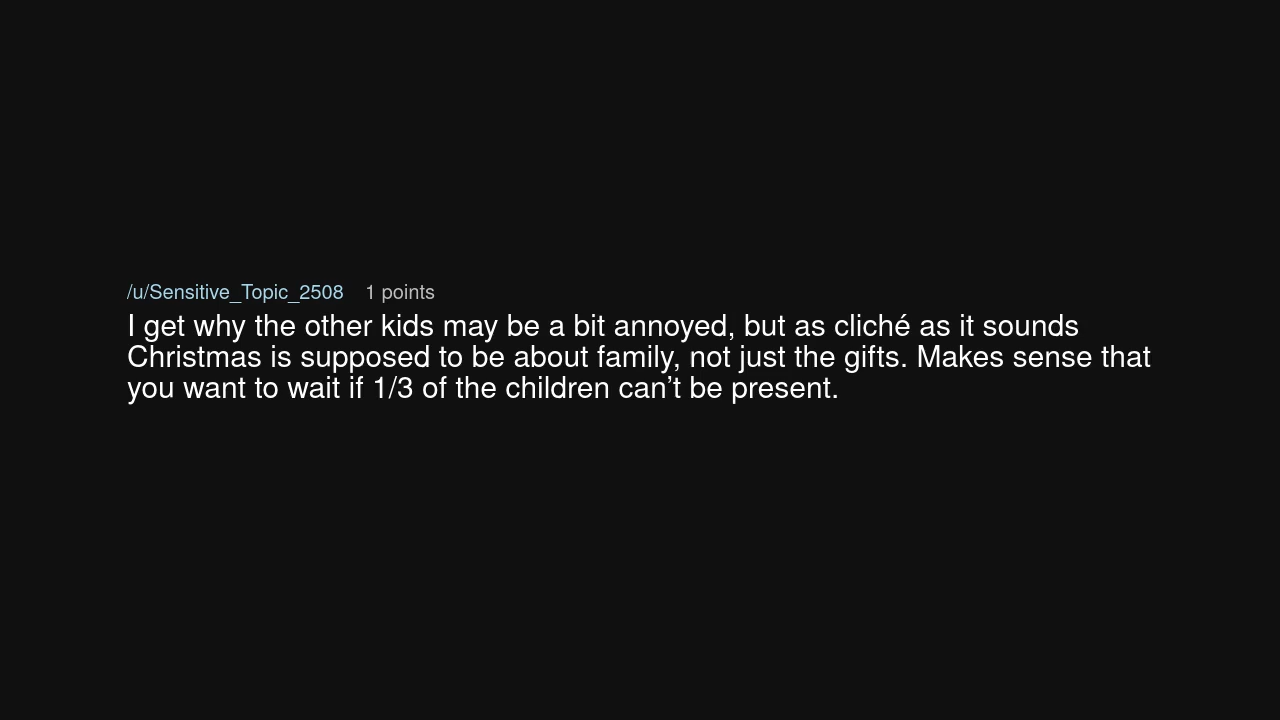 /u/Sensitive_Topic_2508 1 points
I get why the other kids may be a bit annoyed, but as cliché as it sounds
Christmas is supposed to be about family, not just the gifts. Makes sense that
you want to wait if 1/3 of the children can’t be present.